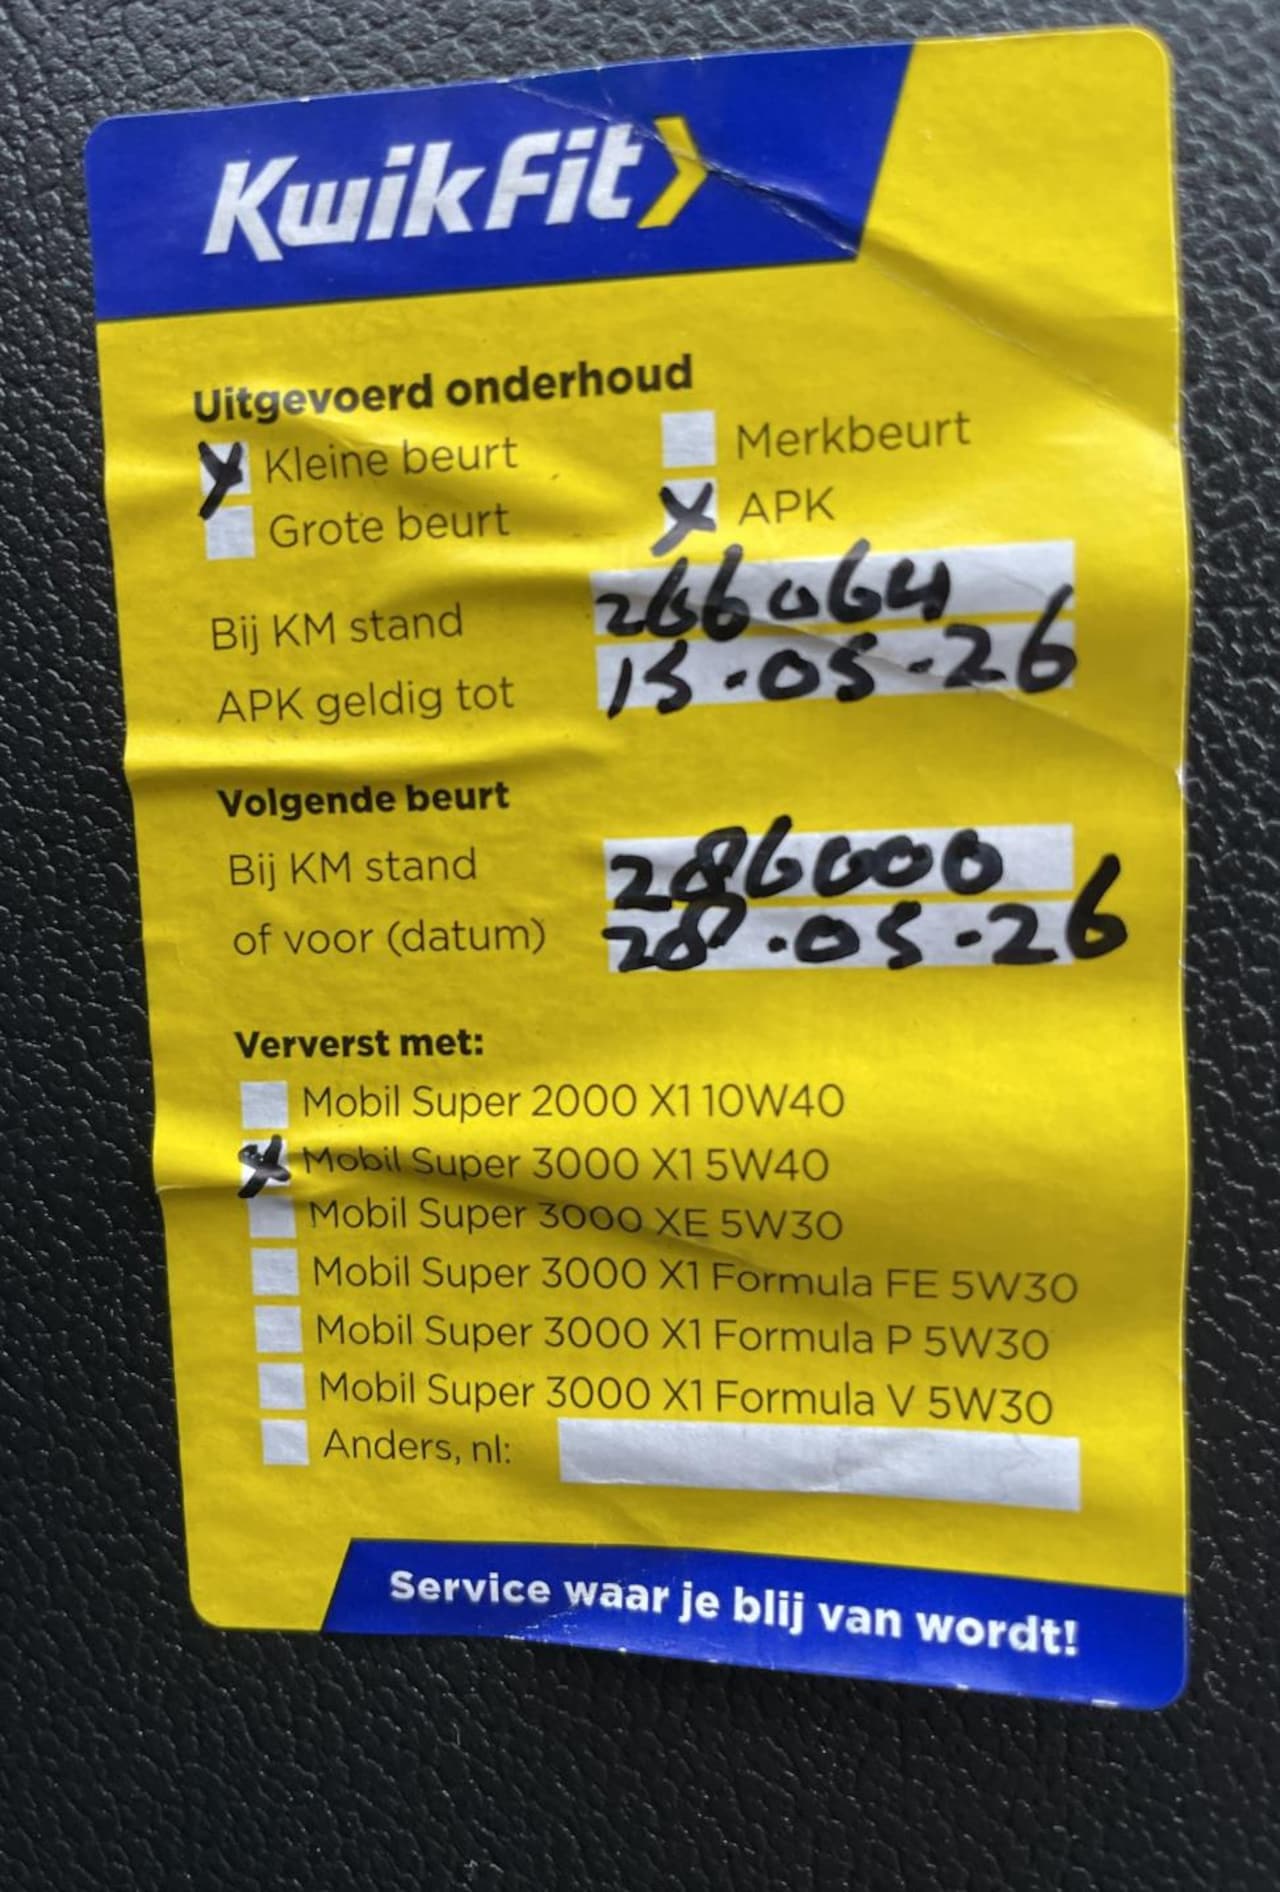 KwikFit
Uitgevoerd onderhoud
Kleine beurt Merkbeurt
Grote beurt APK
Bij KM stand 266064
APK geldig tot 15.05.26
Volgende beurt
Bij KM stand 286000
of voor (datum) 28.05.26
Ververst met:
Mobil Super 2000 X1 10W40
Mobil Super 3000 X1 5W40
Mobil Super 3000 XE 5W30
Mobil Super 3000 X1 Formula FE 5W30
Mobil Super 3000 X1 Formula P 5W30
Mobil Super 3000 X1 Formula V 5W30
Anders, nl:
Service waar je blij van wordt!